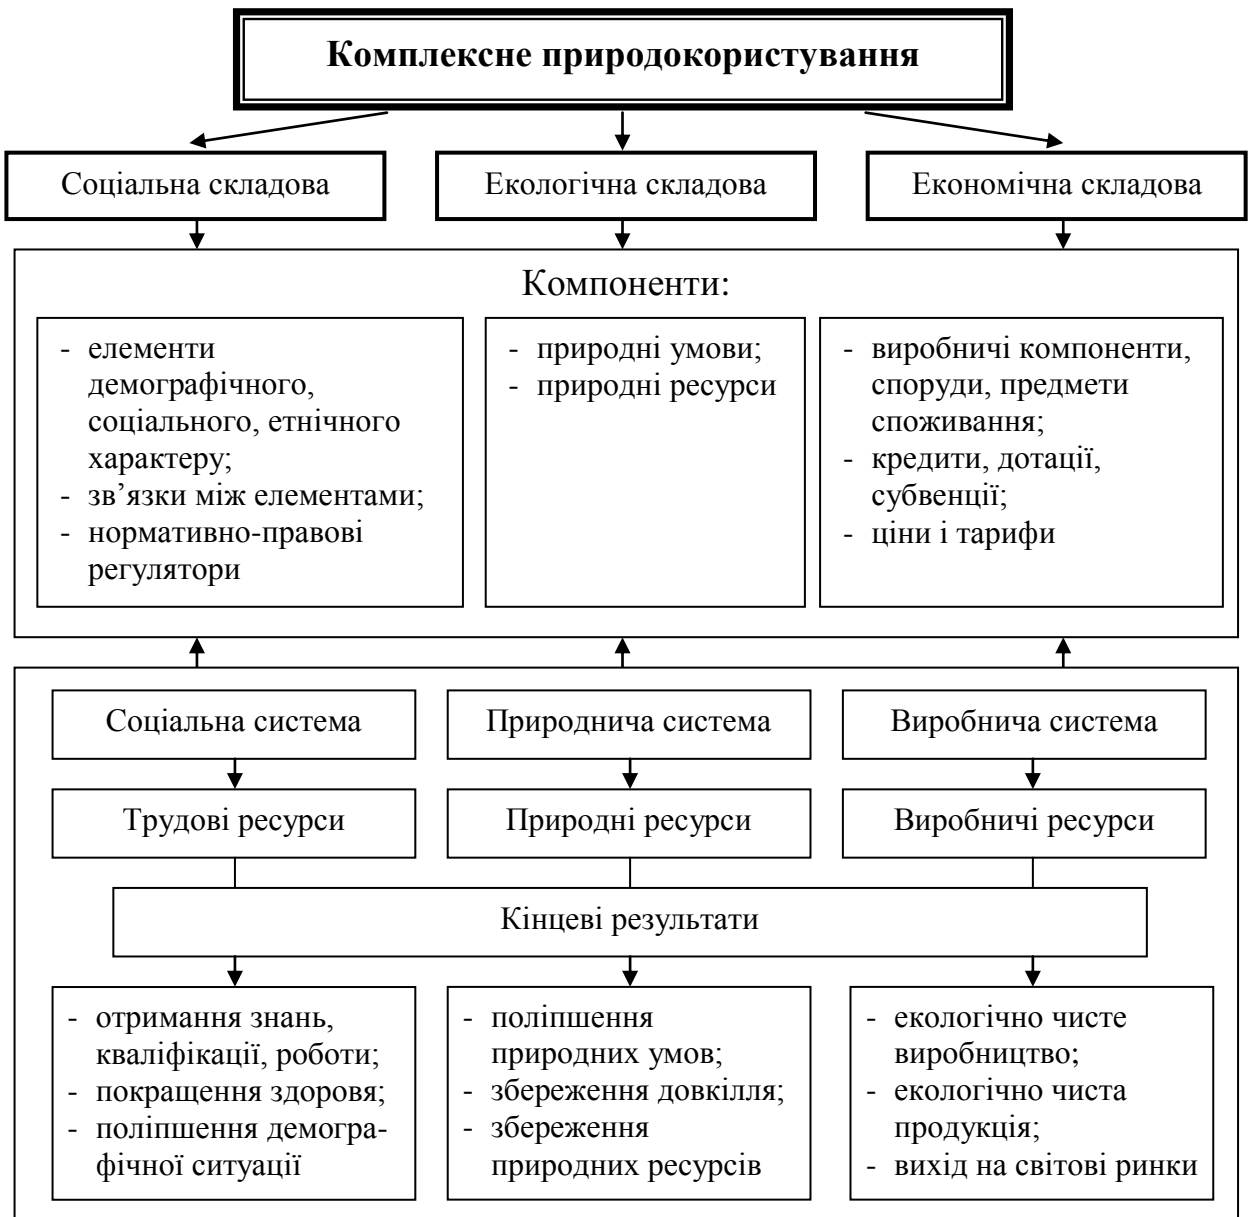 Комплексне природокористування
Соціальна складова
Екологічна складова
Економічна складова
Компоненти:
- елементи
демографічного,
соціального, етнічного
характеру;
- зв’язки між елементами;
- нормативно-правові
регулятори
- природні умови;
- природні ресурси
- виробничі компоненти,
споруди, предмети
споживання;
- кредити, дотації,
субвенції;
- ціни і тарифи
Соціальна система
Природнича система
Виробнича система
Трудові ресурси
Природні ресурси
Виробничі ресурси
Кінцеві результати
- отримання знань,
кваліфікації, роботи;
- покращення здоровя;
- поліпшення демогра-
фічної ситуації
- поліпшення
природних умов;
- збереження довкілля;
- збереження
природних ресурсів
- екологічно чисте
виробництво;
- екологічно чиста
продукція;
- вихід на світові ринки